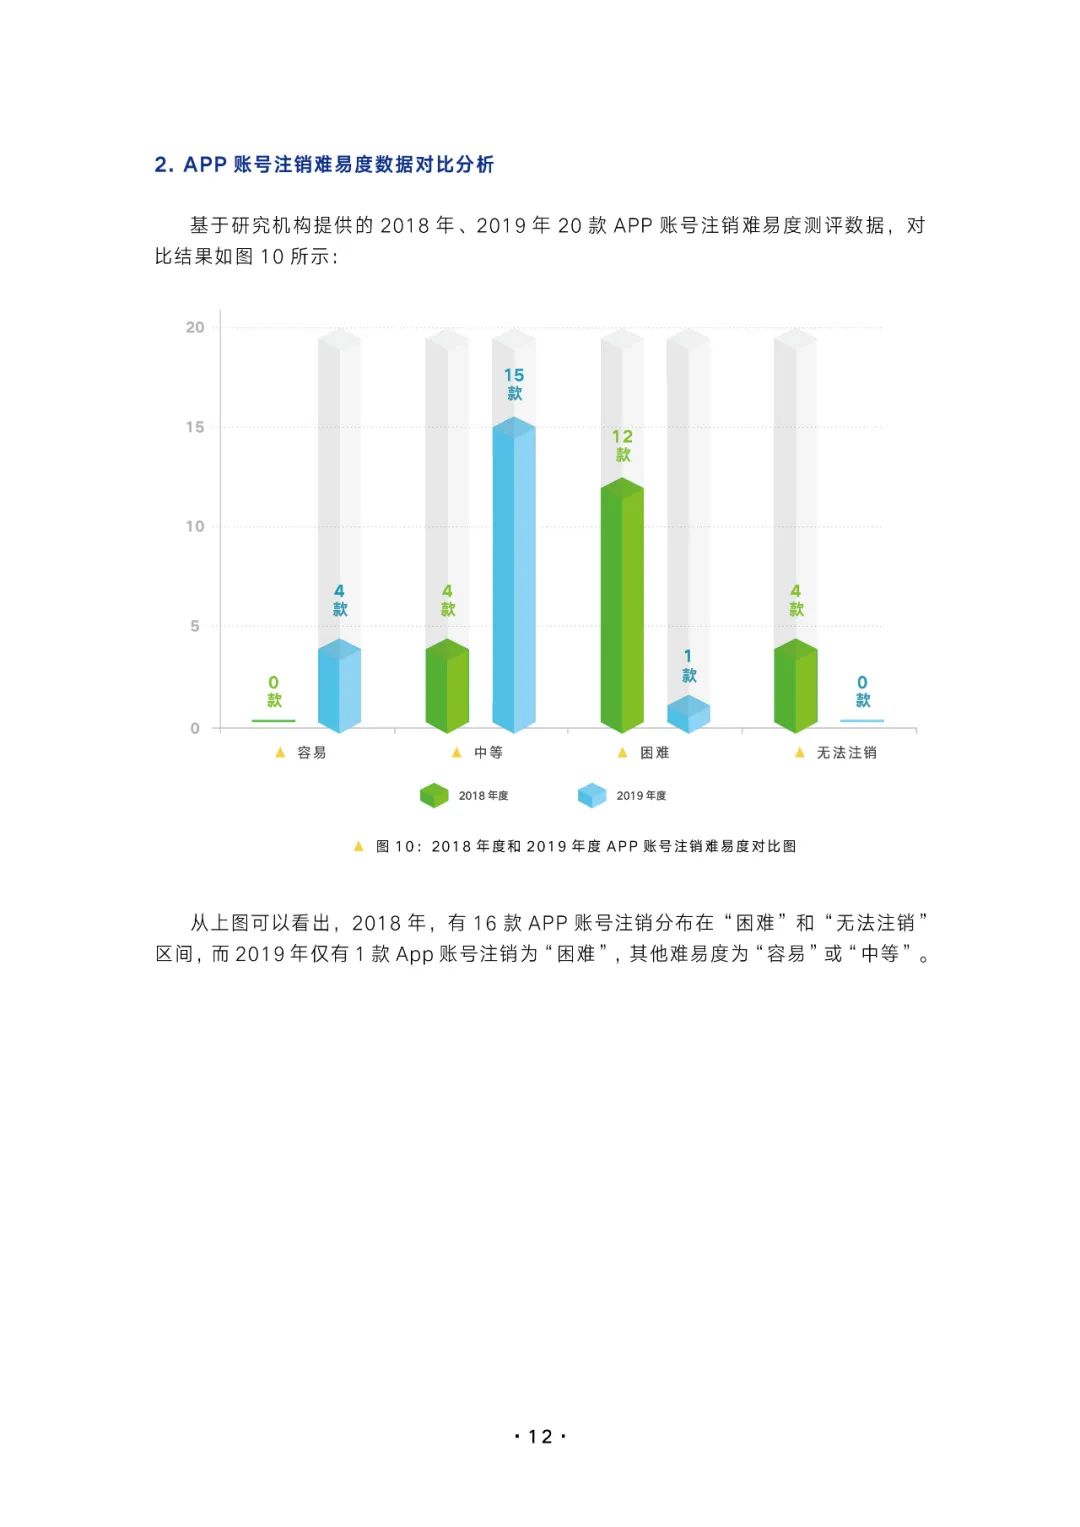 2. APP 账号注销难易度数据对比分析
基于研究机构提供的 2018 年、2019 年 20 款 APP 账号注销难易度测评数据，对
比结果如图 10 所示：
20
15
10
5
0
0
款
4
款
4
款
15
款
12
款
1
款
4
款
0
款
▲ 容易
▲ 中等
▲ 困难
▲ 无法注销
2018 年度
2019 年度
▲ 图 10：2018 年度和 2019 年度 APP 账号注销难易度对比图
从上图可以看出，2018 年，有 16 款 APP 账号注销分布在“困难”和“无法注销”
区间，而 2019 年仅有 1 款 App 账号注销为“困难”，其他难易度为“容易”或“中等”。
·12·